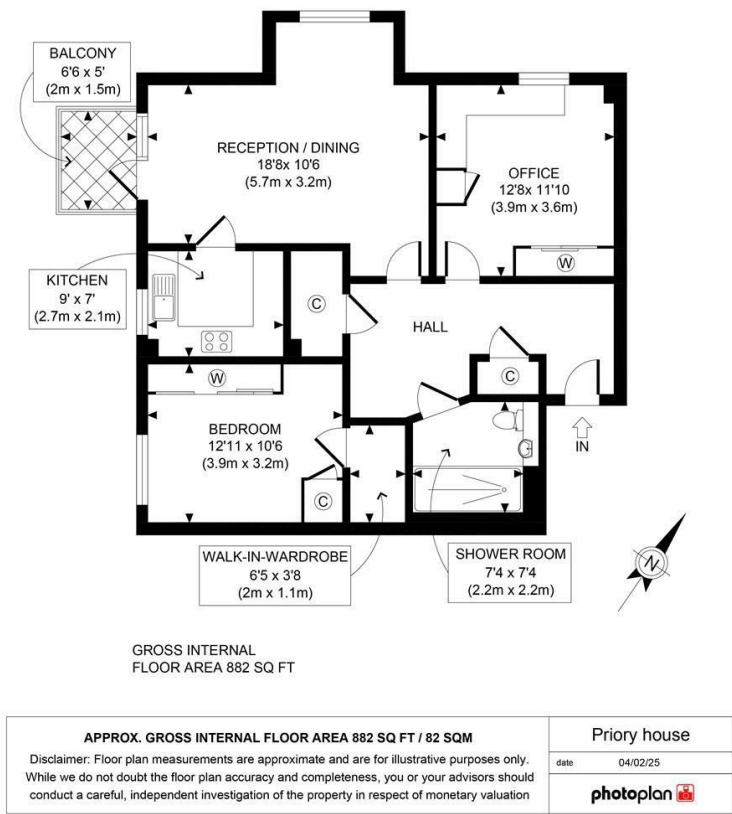 BALCONY
6'6 x 5'
(2m x 1.5m)
RECEPTION / DINING
18'8x 10'6
(5.7m x 3.2m)
OFFICE
12'8x 11'10
(3.9m x 3.6m)
W
KITCHEN
9' x 7'
(2.7m x 2.1m)
C
HALL
C
W
BEDROOM
12'11 x 10'6
(3.9m x 3.2m)
C
IN
WALK-IN-WARDROBE
6'5 x 3'8
(2m x 1.1m)
SHOWER ROOM
7'4 x 7'4
(2.2m x 2.2m)
N
GROSS INTERNAL
FLOOR AREA 882 SQ FT
APPROX. GROSS INTERNAL FLOOR AREA 882 SQ FT / 82 SQM
Disclaimer: Floor plan measurements are approximate and are for illustrative purposes only.
While we do not doubt the floor plan accuracy and completeness, you or your advisors should
conduct a careful, independent investigation of the property in respect of monetary valuation
Priory house
date 04/02/25
photoplan